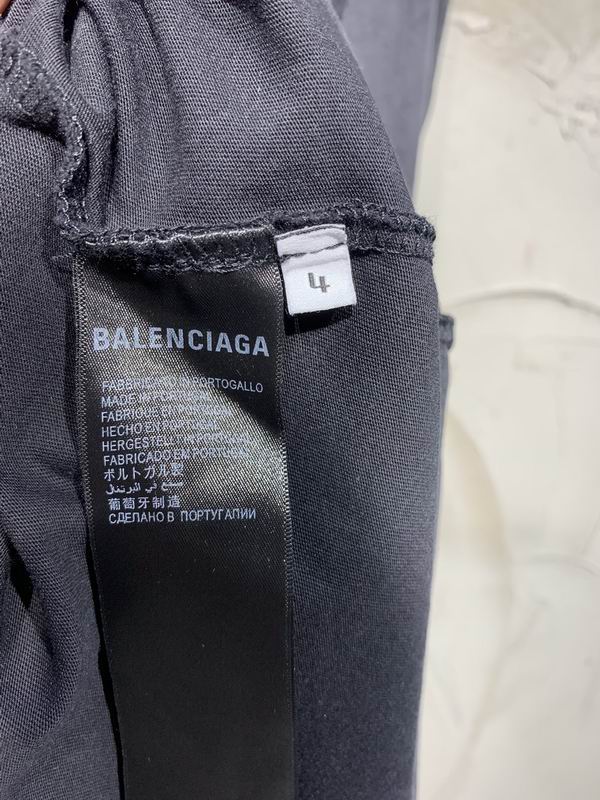 4
BALENCIAGA
FABBRICATO IN PORTOGALLO
MADE IN PORTUGAL
FABRIQUÉ EN PORTUGAL
HECHO EN PORTUGAL
HERGESTELLT IN PORTUGAL
FABRICADO EM PORTUGAL
ポルトガル製
صنع في البرتغال
葡萄牙制造
СДЕЛАНО В ПОРТУГАЛИИ